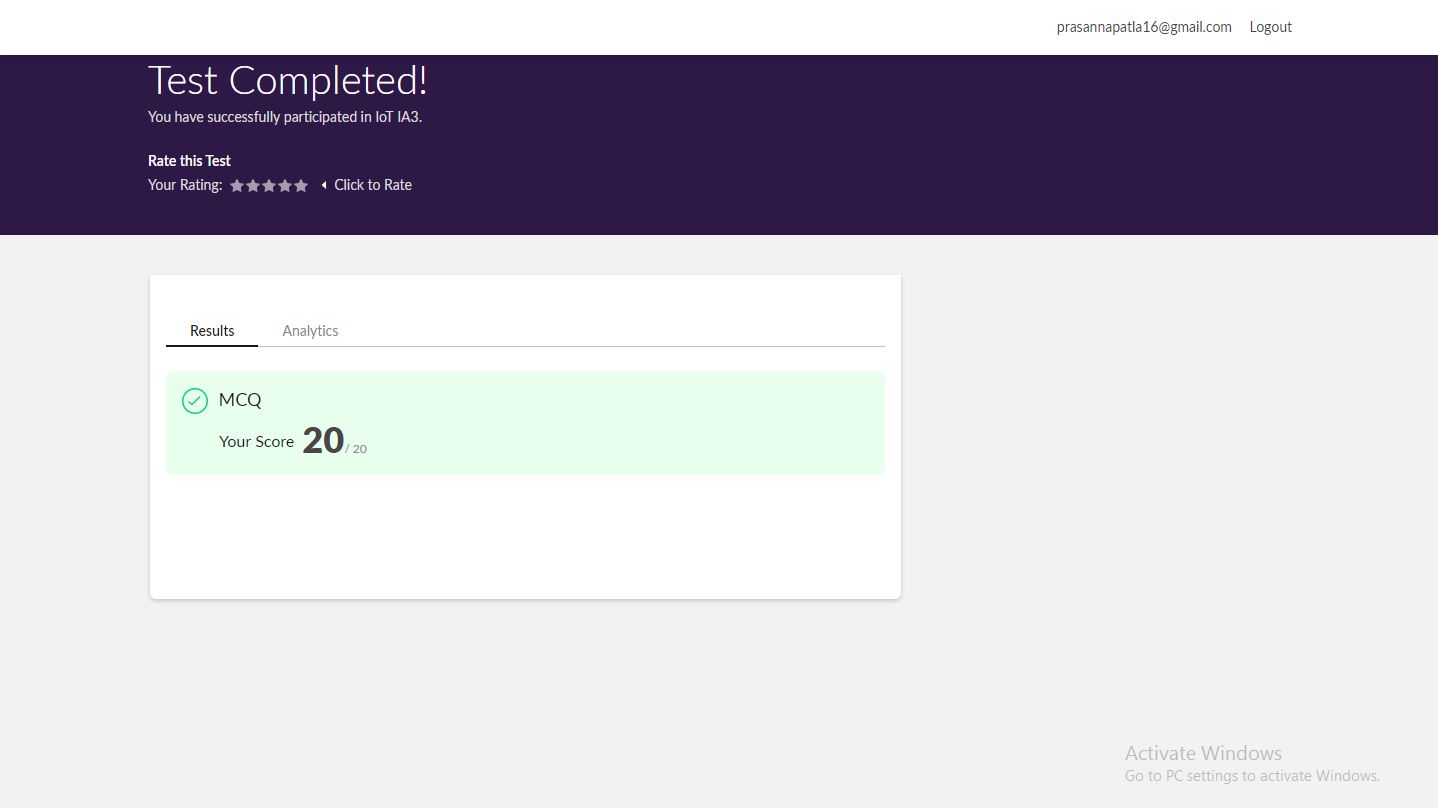 prasannapatla16@gmail.com Logout
Test Completed!
You have successfully participated in IoT IA3.
Rate this Test
Your Rating: Click to Rate
Results Analytics
MCQ
Your Score 20 / 20
Activate Windows
Go to PC settings to activate Windows.